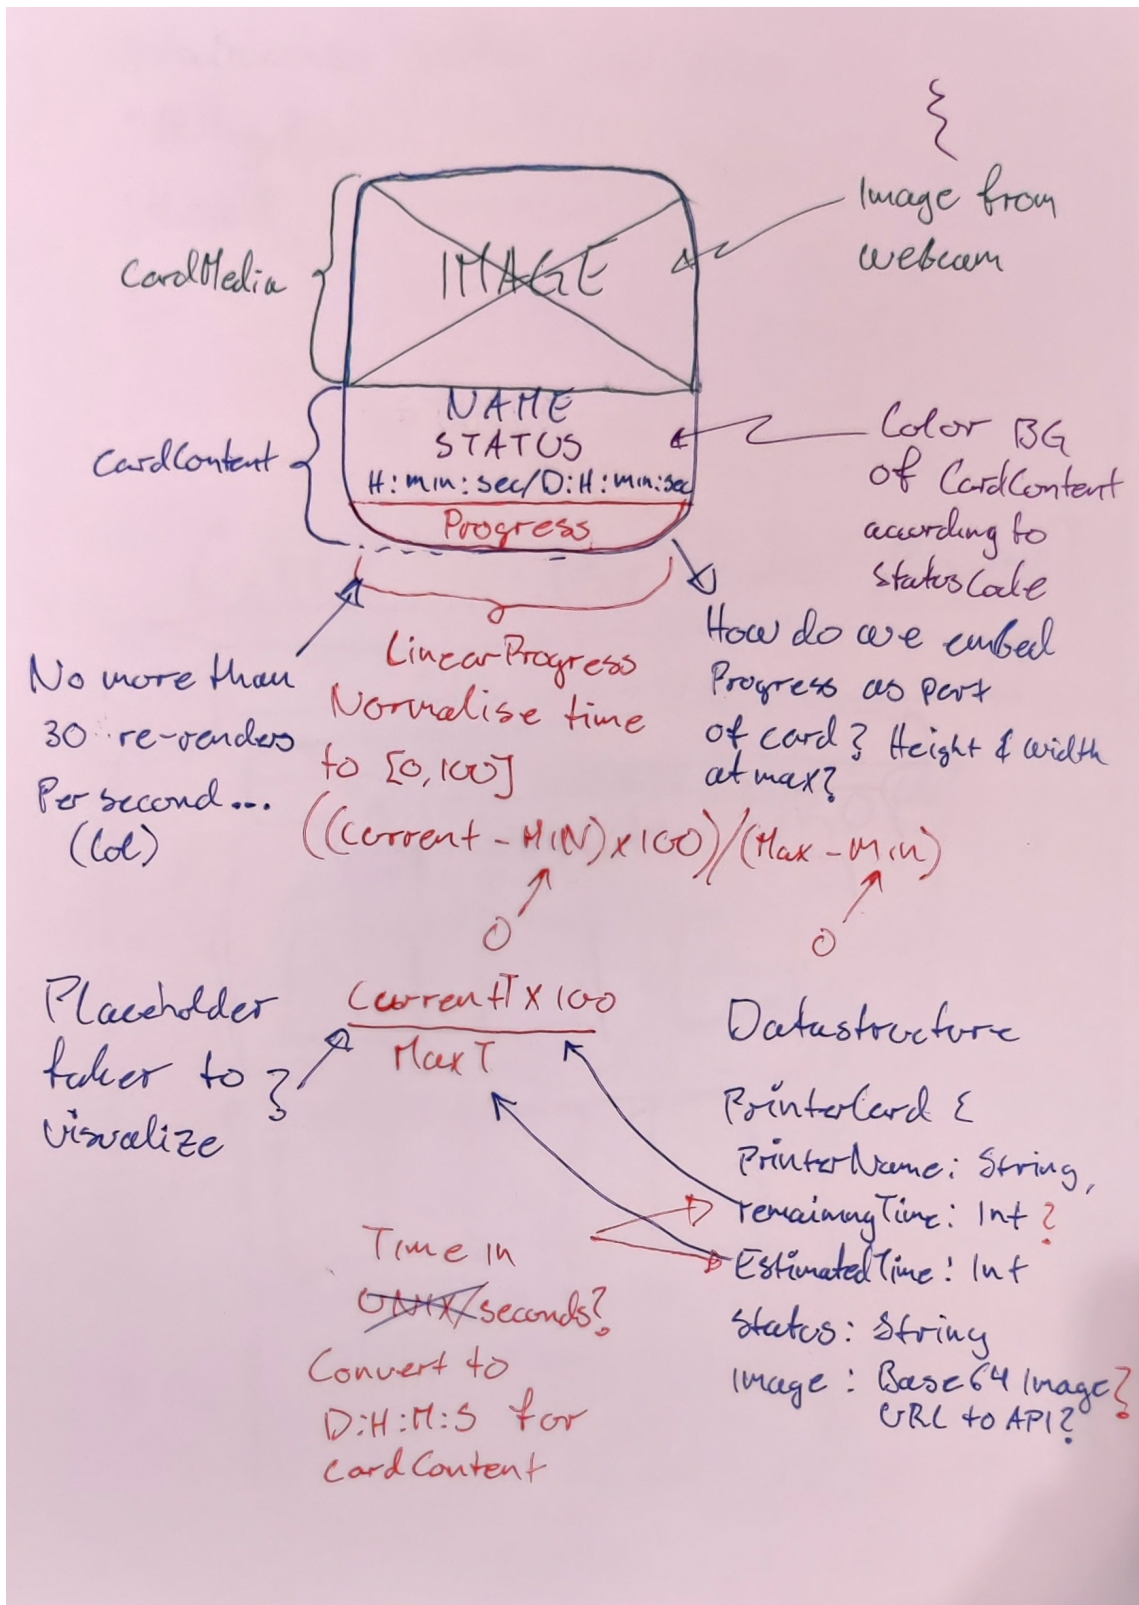 Image from
webcam
CardMedia
IMAGE
NAME
STATUS
H:min:sec/D:H:min:sec
Progress
CardContent
Color BG
of CardContent
according to
StatusCode
How do we embed
Progress as part
of card? Height & width
at max?
LinearProgress
Normalise time
to [0,100]
((Current - MIN) x 100)/(Max - Min)
0
0
No more than
30 re-renders
Per second...
(lol)
CurrentT x 100
MaxT
Placeholder
taker to ?
visualize
Datastructure
PrinterCard {
PrinterName: String,
remainingTime: Int ?
EstimatedTime: Int
Status: String
Image: Base64 Image ?
URL to API?
Time in
UNIX/seconds?
Convert to
D:H:M:S for
cardContent